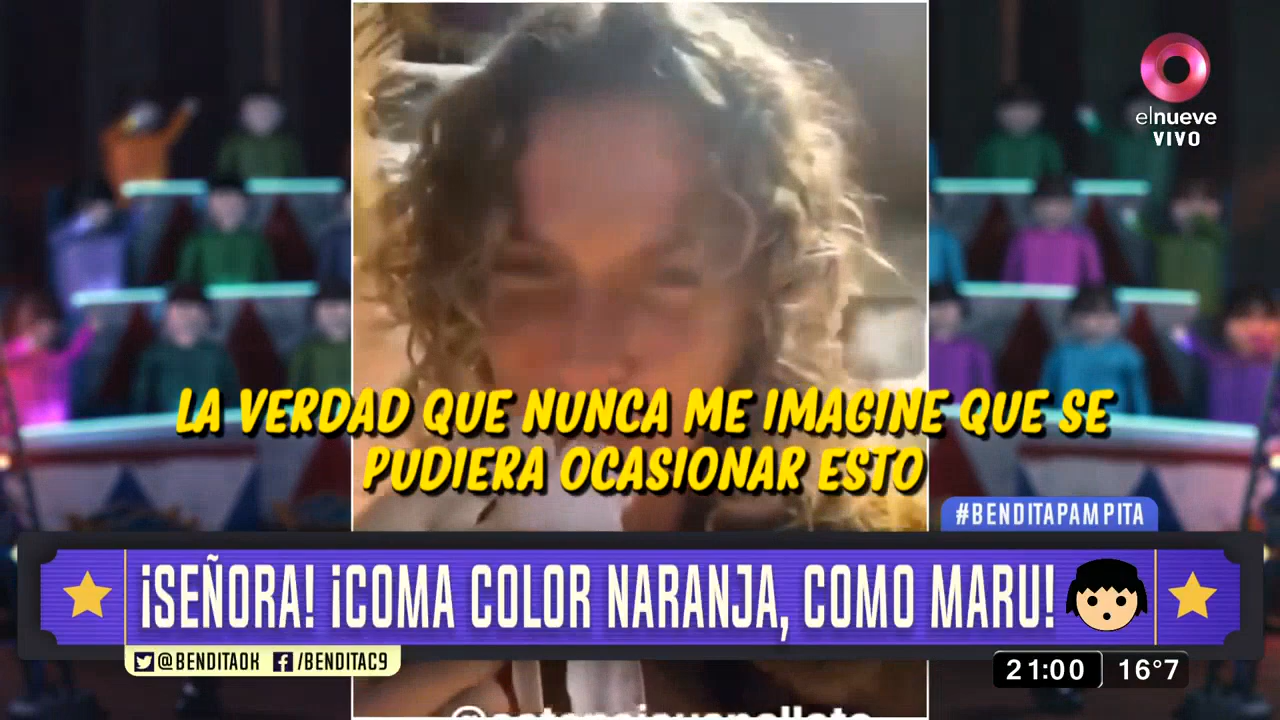 elnueve
VIVO
LA VERDAD QUE NUNCA ME IMAGINE QUE SE
PUDIERA OCASIONAR ESTO
#BENDITAPAMPITA
¡SEÑORA! ¡COMA COLOR NARANJA, COMO MARU!
@BENDITAOK /BENDITAC9
21:00 16°7